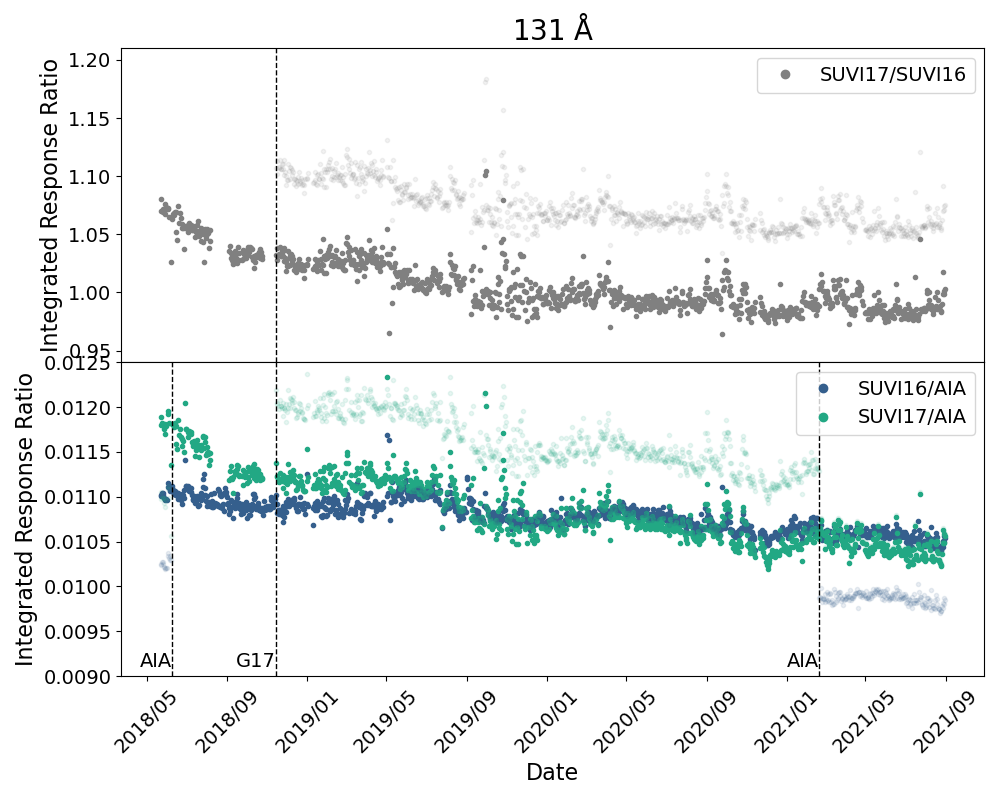 131 Å
Integrated Response Ratio
1.20
1.15
1.10
1.05
1.00
0.95
SUVI17/SUVI16
Integrated Response Ratio
0.0125
0.0120
0.0115
0.0110
0.0105
0.0100
0.0095
0.0090
SUVI16/AIA
SUVI17/AIA
AIA
G17
AIA
2018/05
2018/09
2019/01
2019/05
2019/09
2020/01
2020/05
2020/09
2021/01
2021/05
2021/09
Date